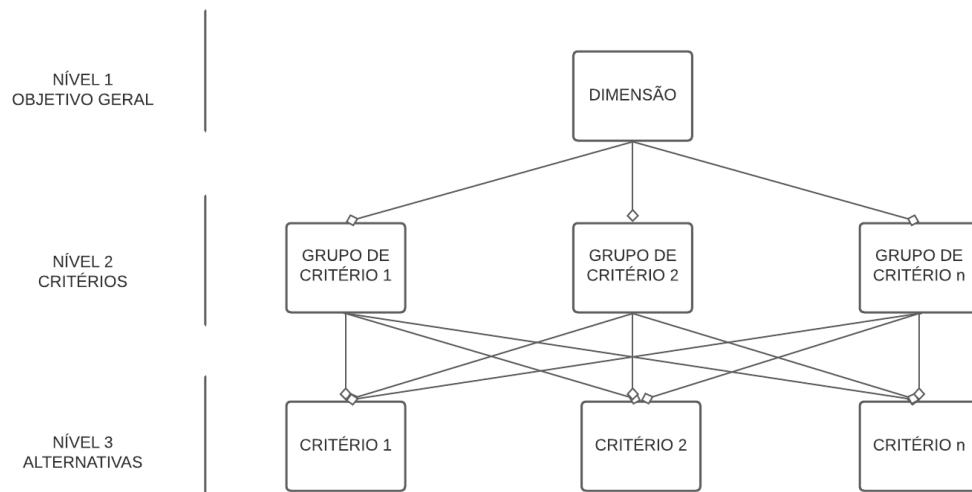 NÍVEL 1
OBJETIVO GERAL
DIMENSÃO
NÍVEL 2
CRITÉRIOS
GRUPO DE
CRITÉRIO 1
GRUPO DE
CRITÉRIO 2
GRUPO DE
CRITÉRIO n
NÍVEL 3
ALTERNATIVAS
CRITÉRIO 1
CRITÉRIO 2
CRITÉRIO n